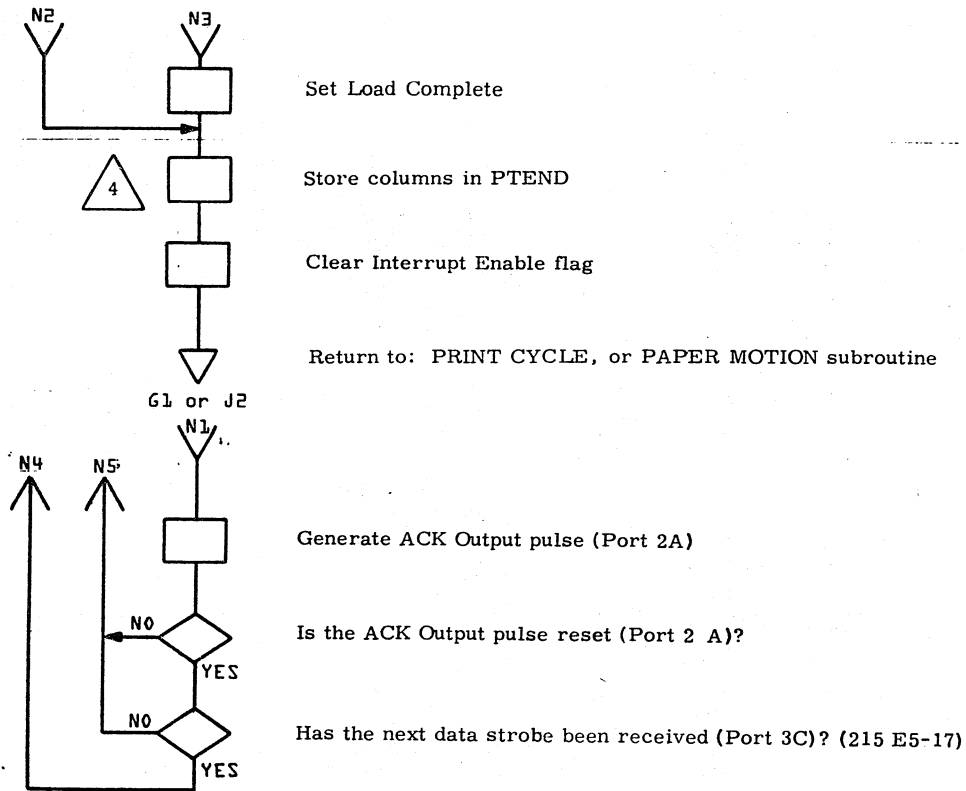 N2
N3
Set Load Complete
4
Store columns in PTEND
Clear Interrupt Enable flag
Return to: PRINT CYCLE, or PAPER MOTION subroutine
G1 or J2
N1
N4
N5
Generate ACK Output pulse (Port 2A)
NO
Is the ACK Output pulse reset (Port 2 A)?
YES
NO
Has the next data strobe been received (Port 3C)? (215 E5-17)
YES